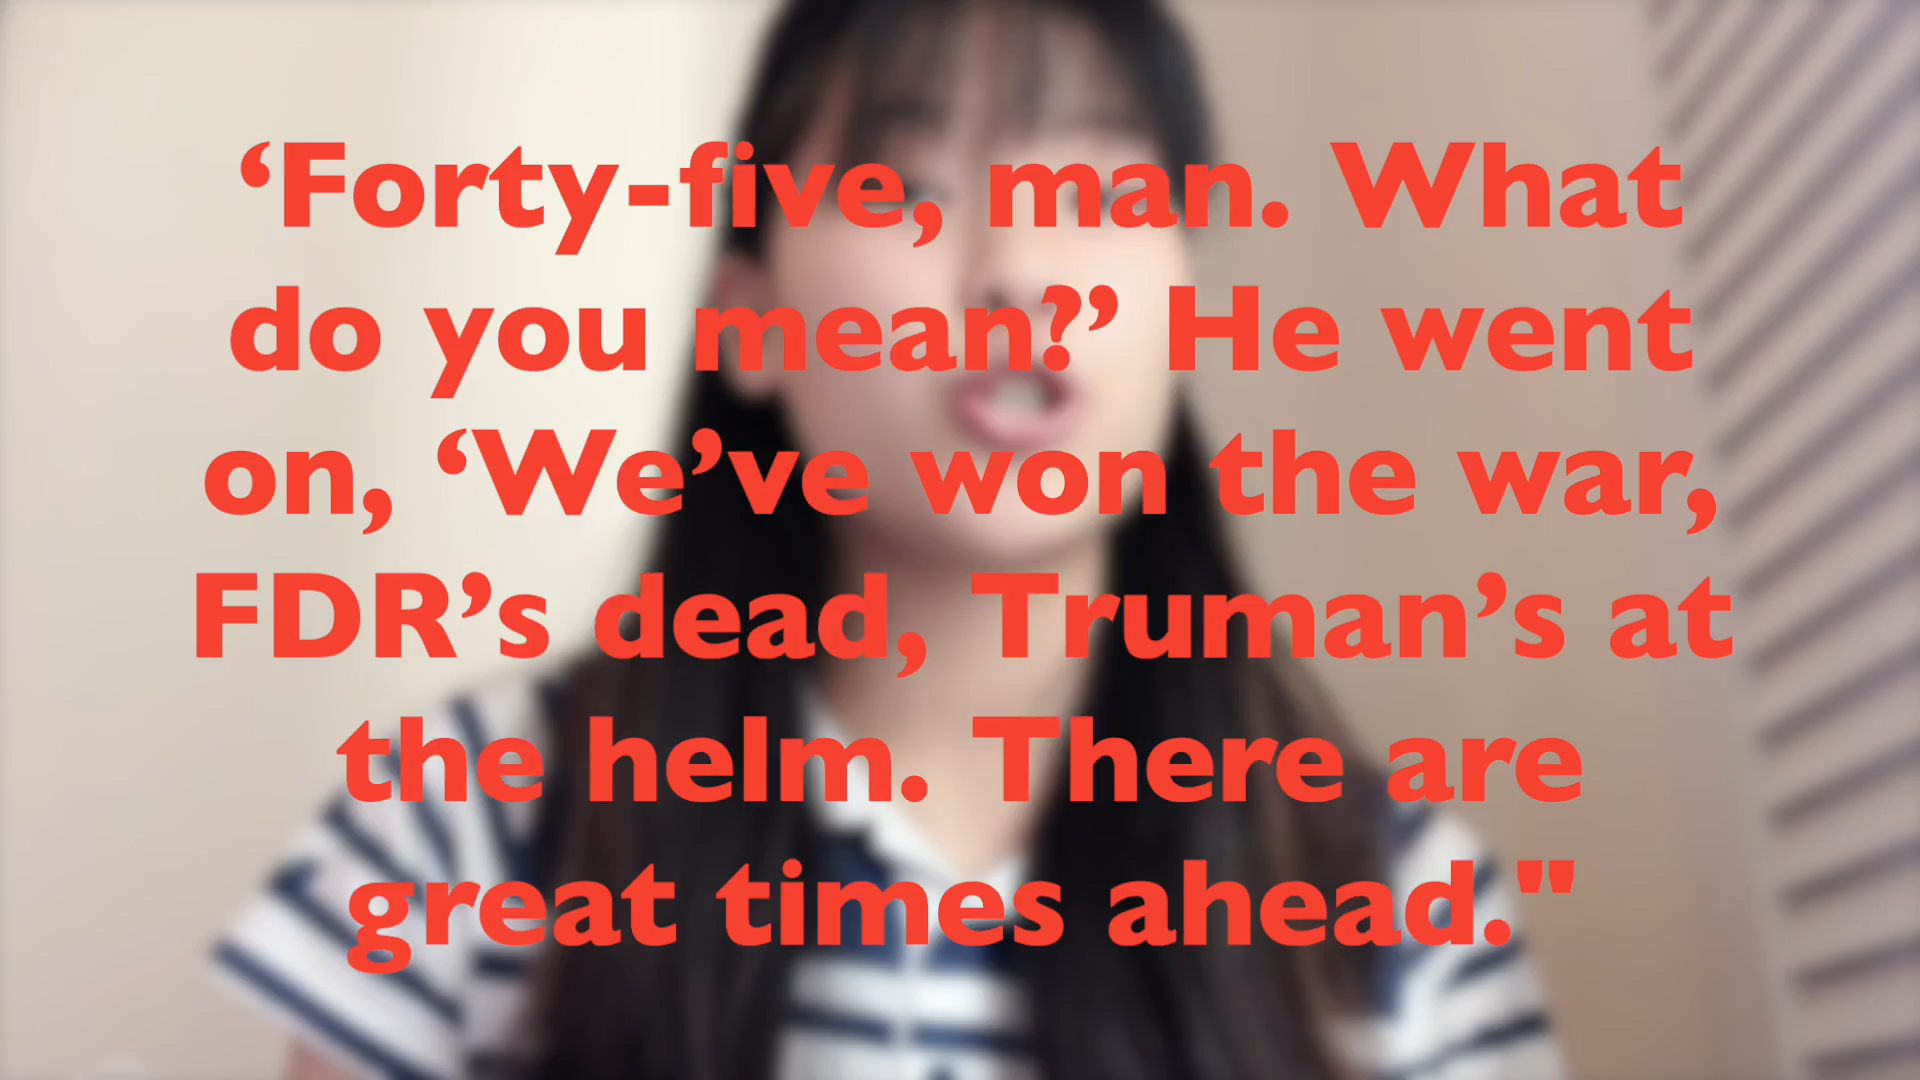 ‘Forty-five, man. What
do you mean?’ He went
on, ‘We’ve won the war,
FDR’s dead, Truman’s at
the helm. There are
great times ahead."